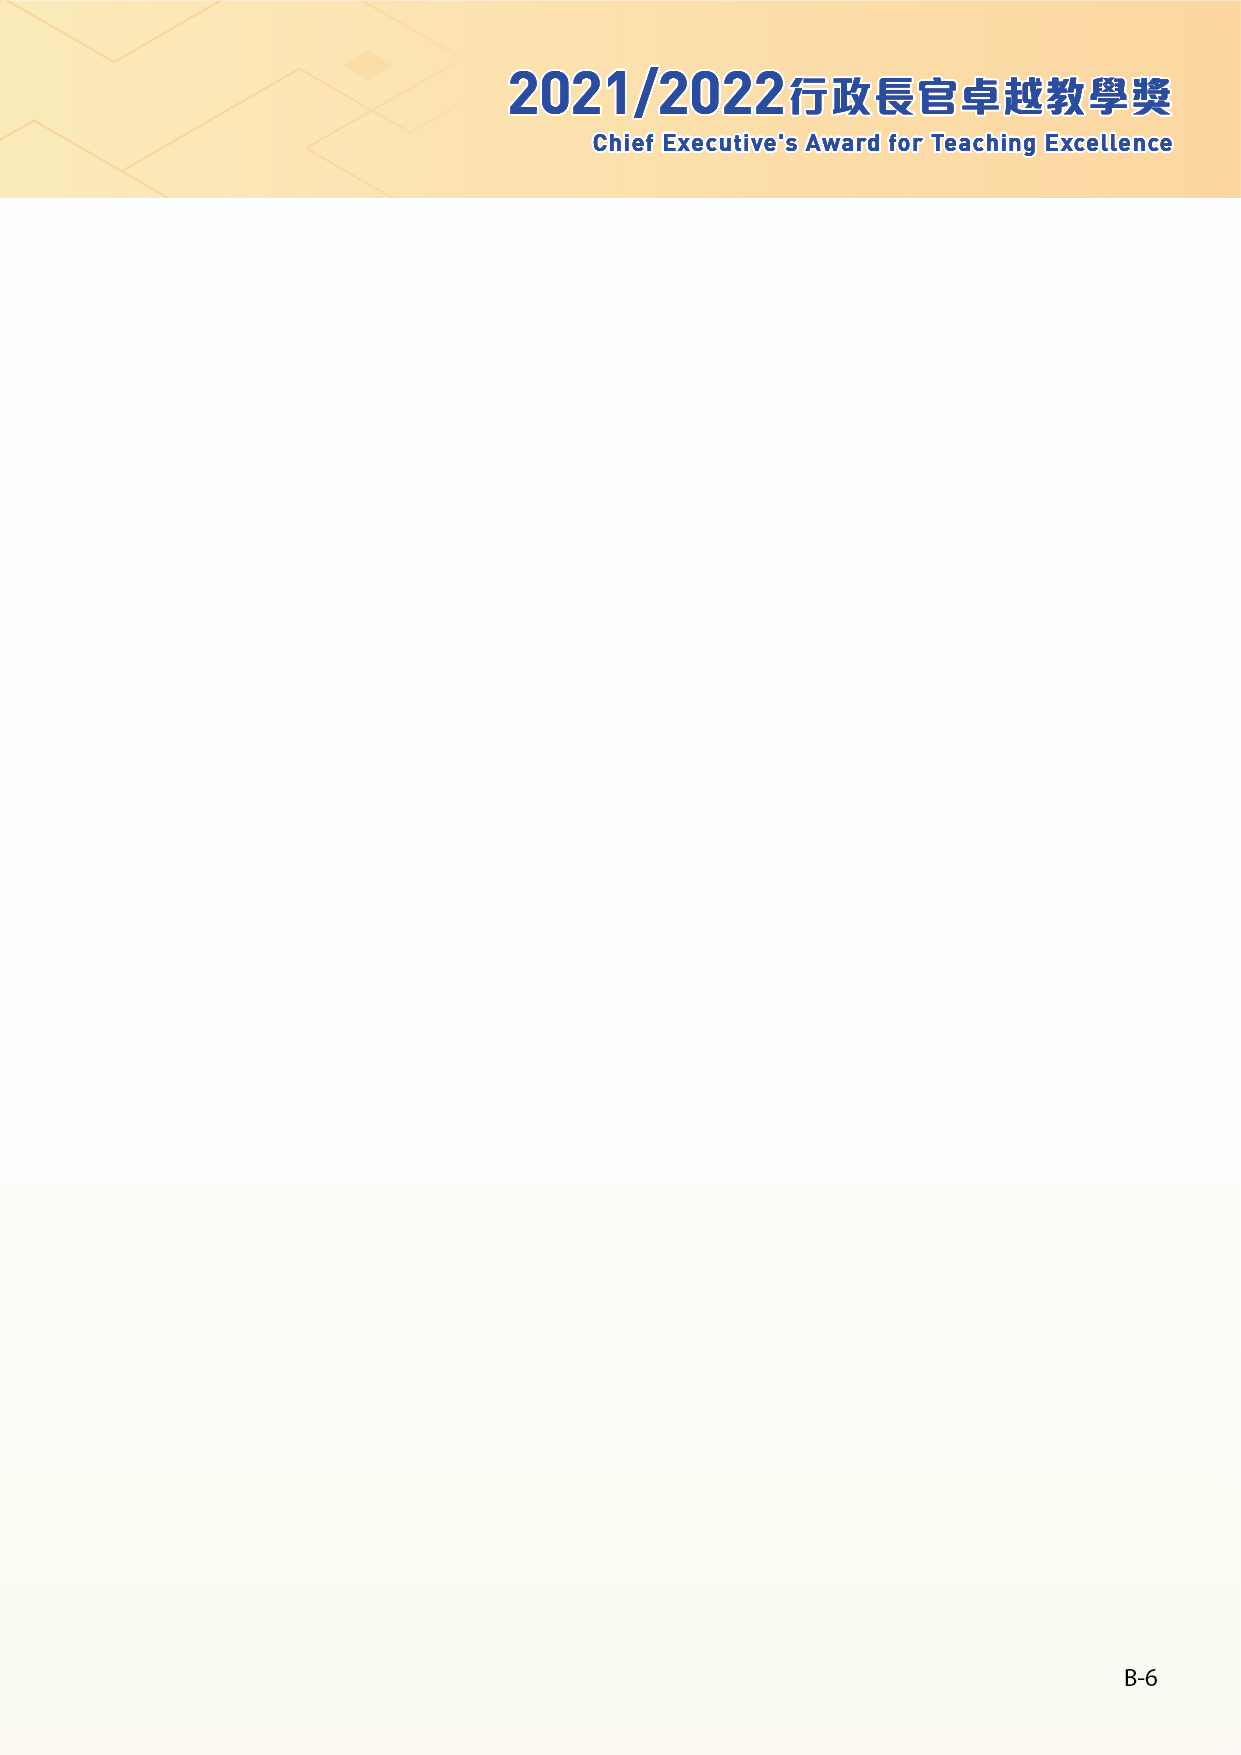 2021/2022行政長官卓越教學獎
Chief Executive's Award for Teaching Excellence
B-6